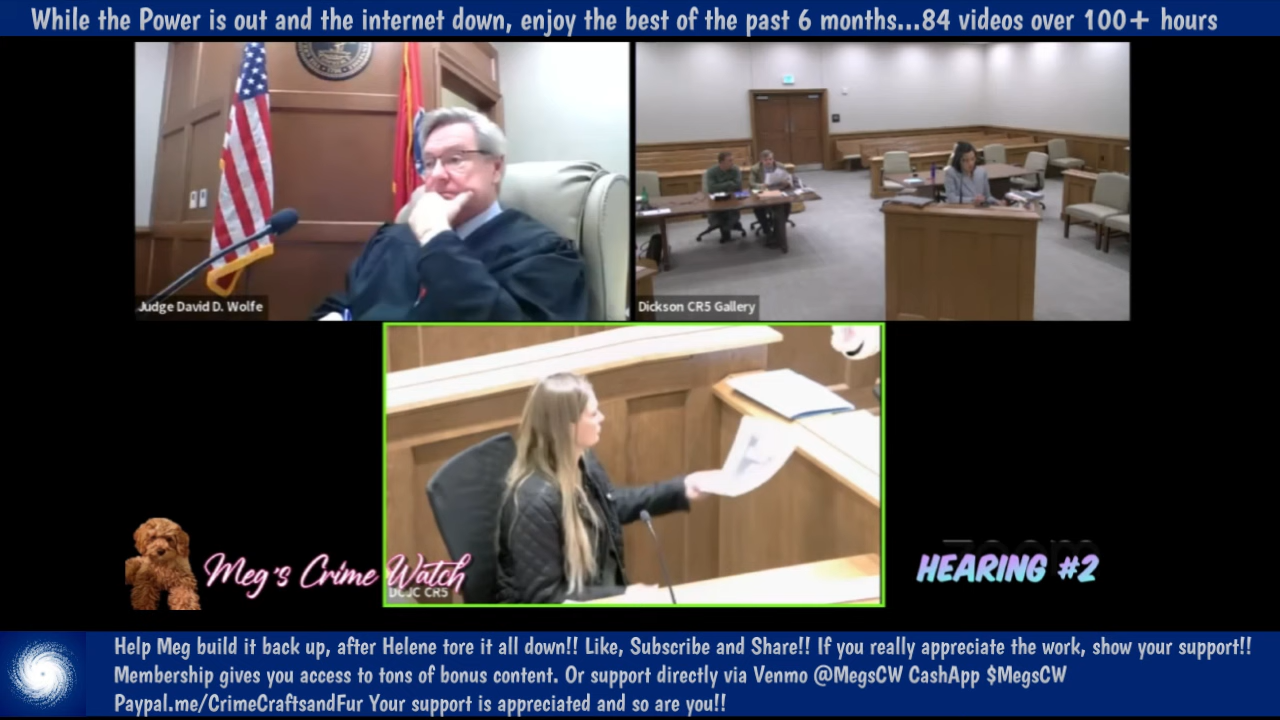 While the Power is out and the internet down, enjoy the best of the past 6 months...84 videos over 100+ hours
Judge David D. Wolfe
Dickson CR5 Gallery
Meg's Crime Watch
DCJC CR5
HEARING #2
Help Meg build it back up, after Helene tore it all down!! Like, Subscribe and Share!! If you really appreciate the work, show your support!!
Membership gives you access to tons of bonus content. Or support directly via Venmo @MegsCW CashApp $MegsCW
Paypal.me/CrimeCraftsandFur Your support is appreciated and so are you!!